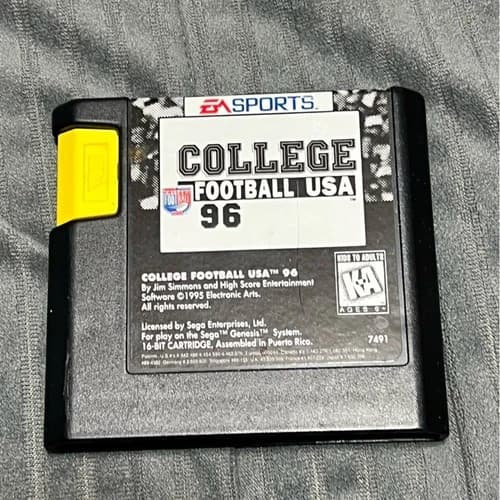 EA SPORTS™
COLLEGE
FOOTBALL USA™
96
COLLEGE FOOTBALL USA™ 96
By Jim Simmons and High Score Entertainment
Software ©1995 Electronic Arts.
All rights reserved.
KIDS TO ADULTS
K-A
AGES 6+
Licensed by Sega Enterprises, Ltd.
For play on the Sega™ Genesis™ System.
16-BIT CARTRIDGE, Assembled in Puerto Rico.
7491